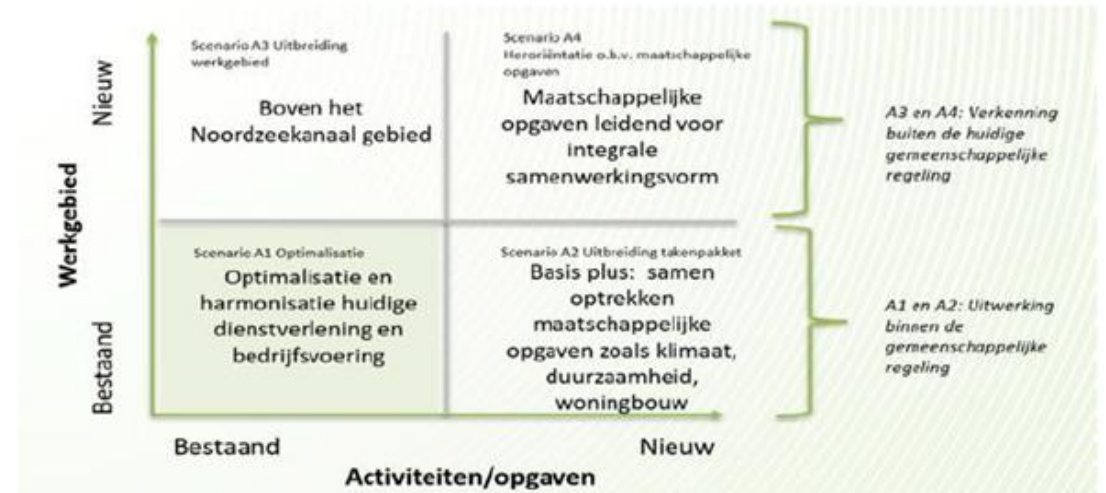 Scenario A3 Uitbreiding
werkgebied
Boven het
Noordzeekanaal gebied
Scenario A4
Heroriëntatie o.b.v. maatschappelijke
opgaven
Maatschappelijke
opgaven leidend voor
integrale
samenwerkingsvorm
A3 en A4: Verkenning
buiten de huidige
gemeenschappelijke
regeling
Nieuw
Werkgebied
Bestaand
Scenario A1 Optimalisatie
Optimalisatie en
harmonisatie huidige
dienstverlening en
bedrijfsvoering
Scenario A2 Uitbreiding takenpakket
Basis plus: samen
optrekken
maatschappelijke
opgaven zoals klimaat,
duurzaamheid,
woningbouw
A1 en A2: Uitwerking
binnen de
gemeenschappelijke
regeling
Bestaand
Nieuw
Activiteiten/opgaven